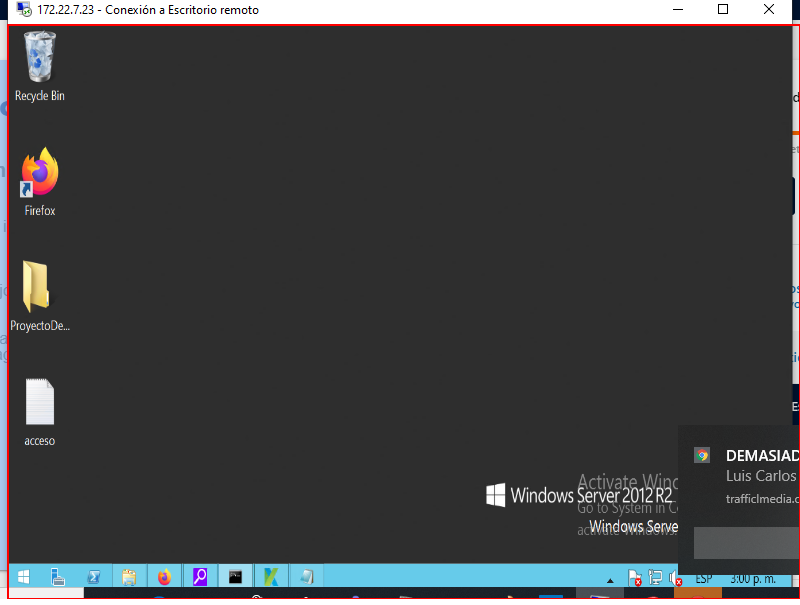 172.22.7.23 - Conexión a Escritorio remoto
Recycle Bin
Firefox
ProyectoDe...
acceso
DEMASIAD
Luis Carlos
trafficlmedia.c
Activate Wind
Windows Server 2012 R2
Go to System in C
activate Windows.
Windows Serve
ESP
3:00 p. m.